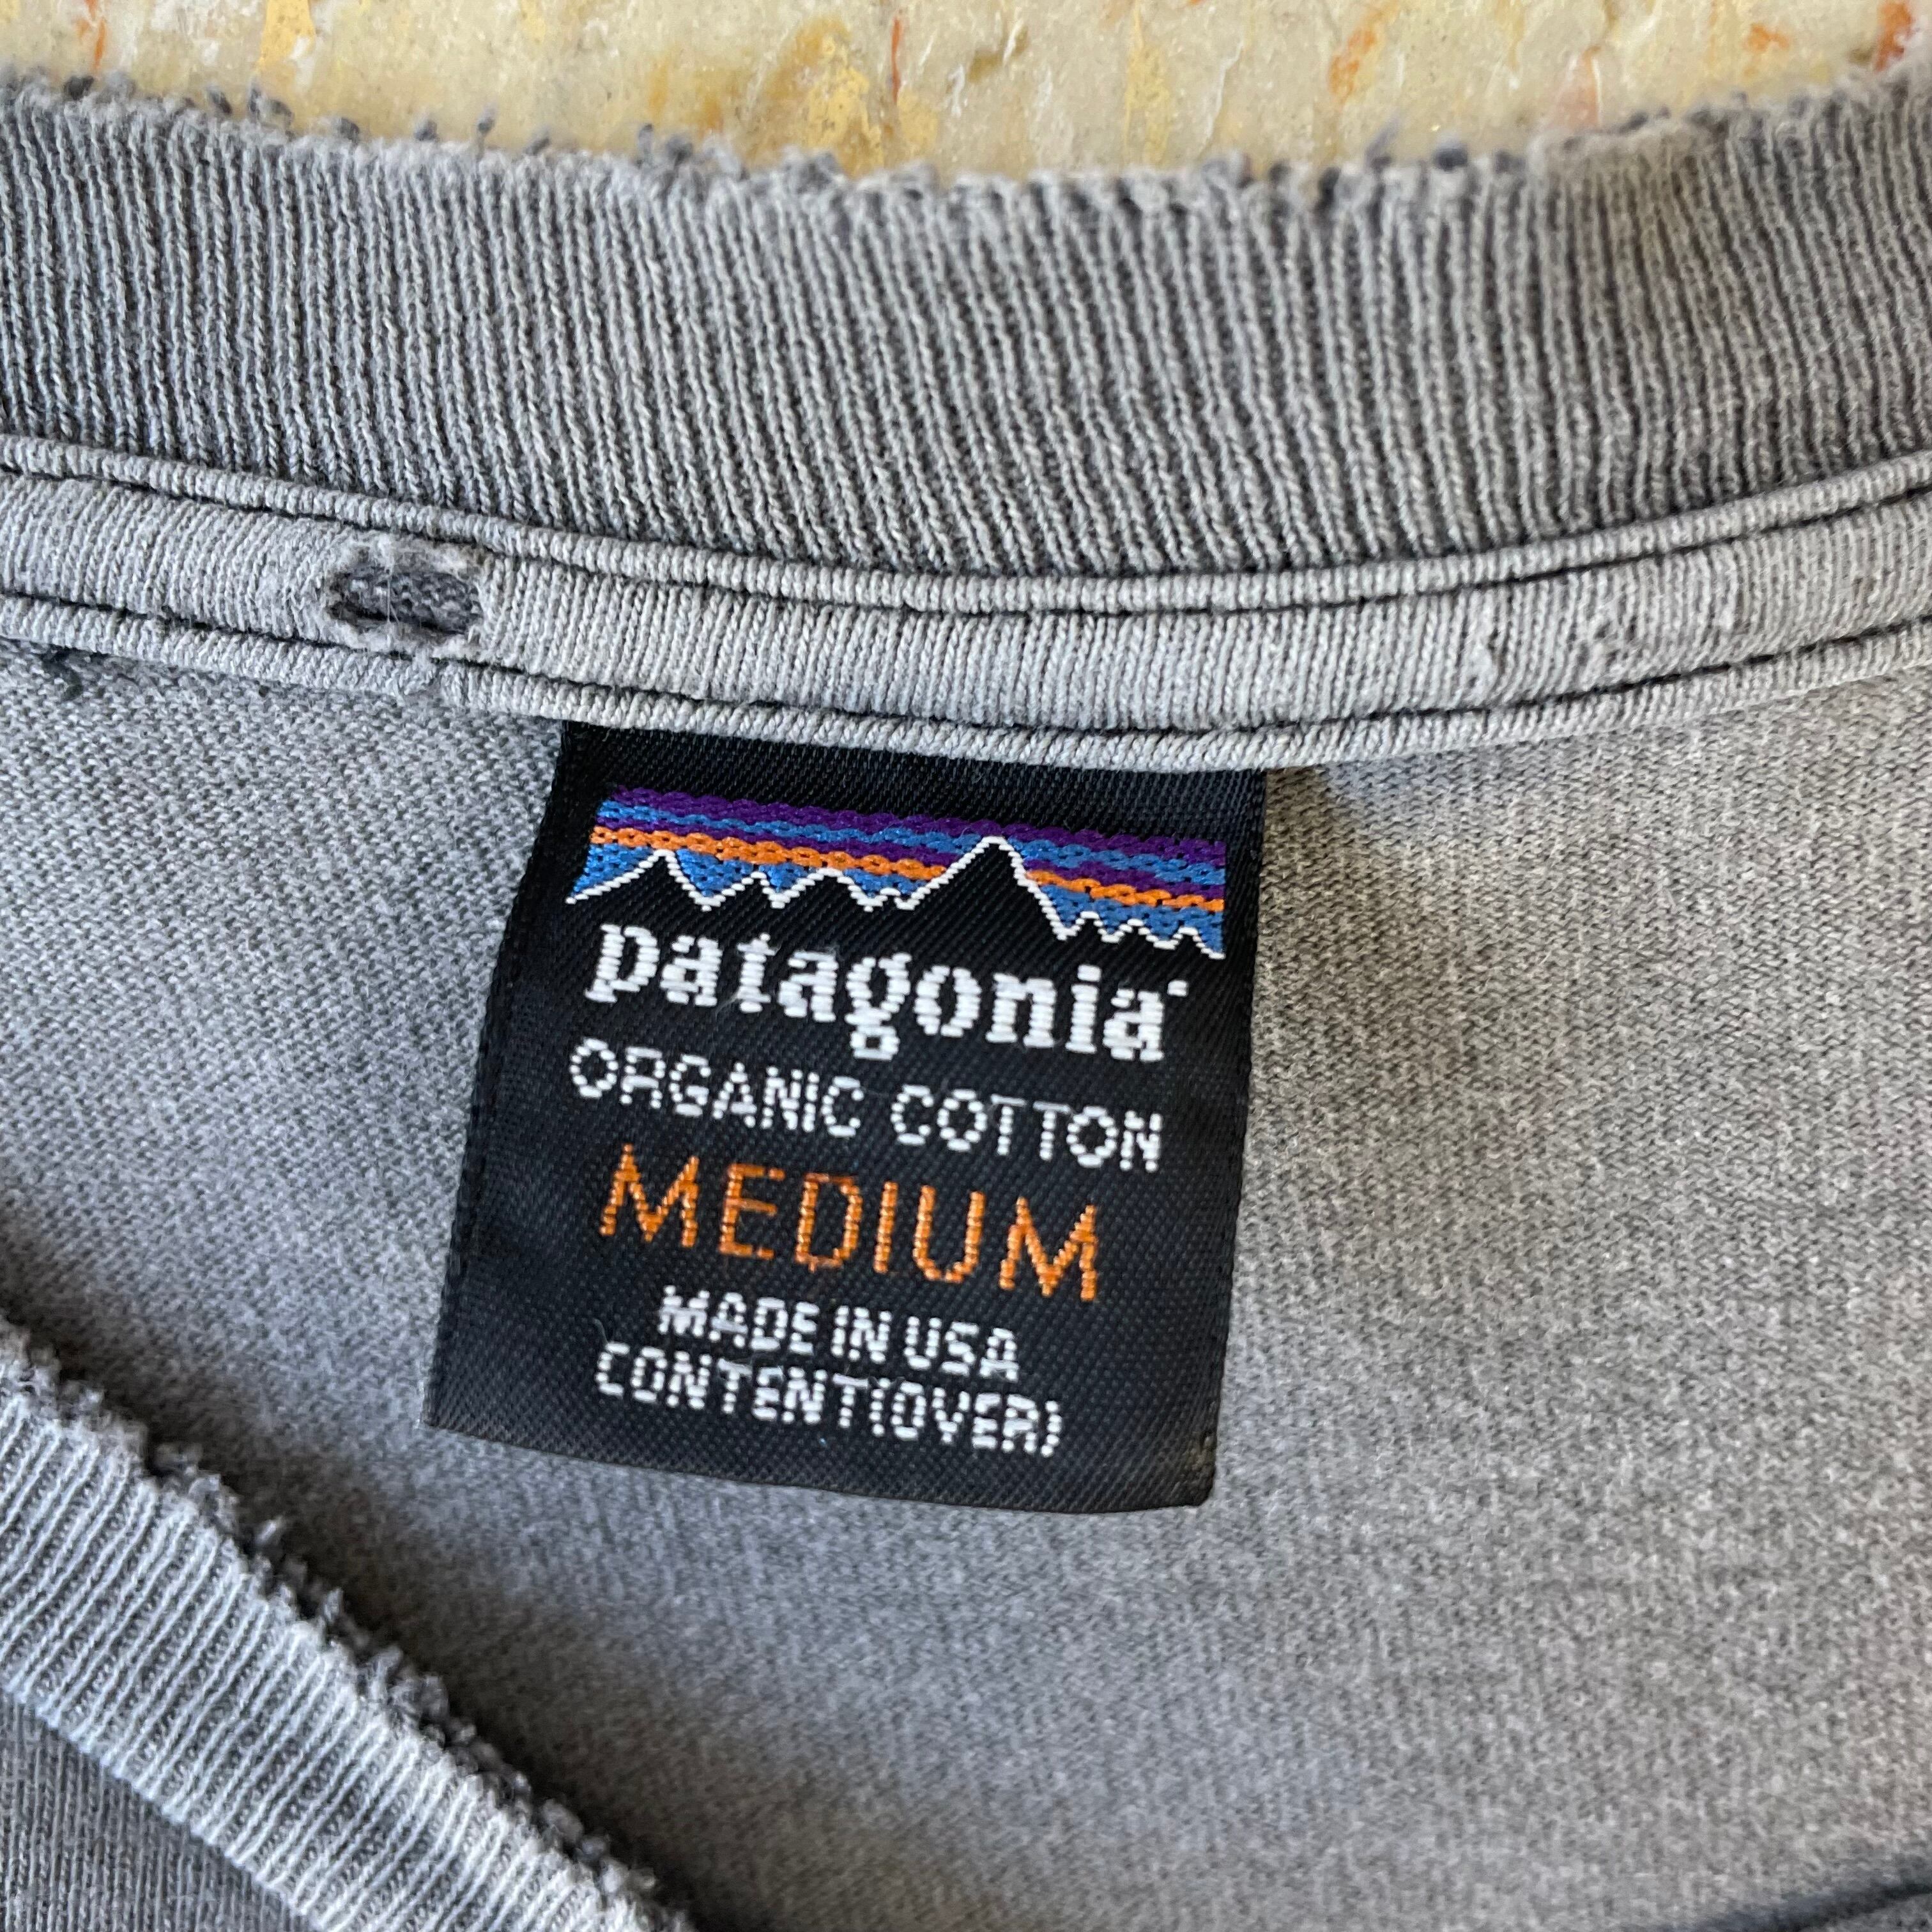 patagonia
ORGANIC COTTON
MEDIUM
MADE IN USA
CONTENT(OVER)